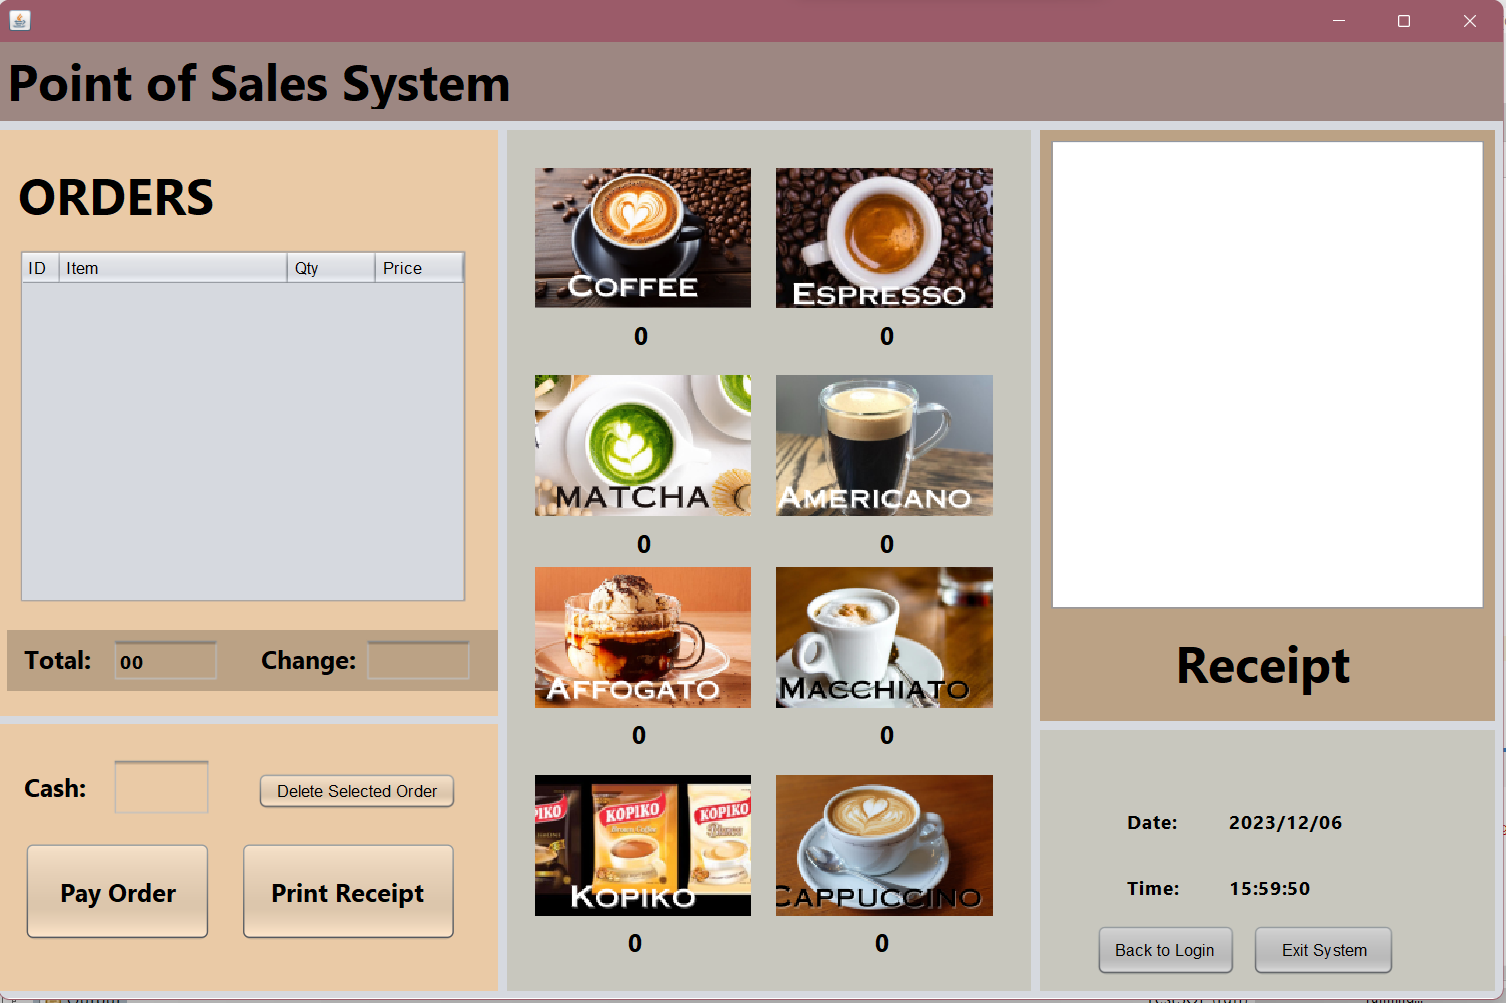 Point of Sales System
ORDERS
ID Item Qty Price
Total: 00 Change:
Cash:
Delete Selected Order
Pay Order Print Receipt
COFFEE ESPRESSO
0 0
MATCHA AMERICANO
0 0
AFFOGATO MACCHIATO
0 0
KOPIKO KOPIKO KOPIKO
Brown Coffee
KOPIKO CAPPUCCINO
0 0
Receipt
Date: 2023/12/06
Time: 15:59:50
Back to Login Exit System